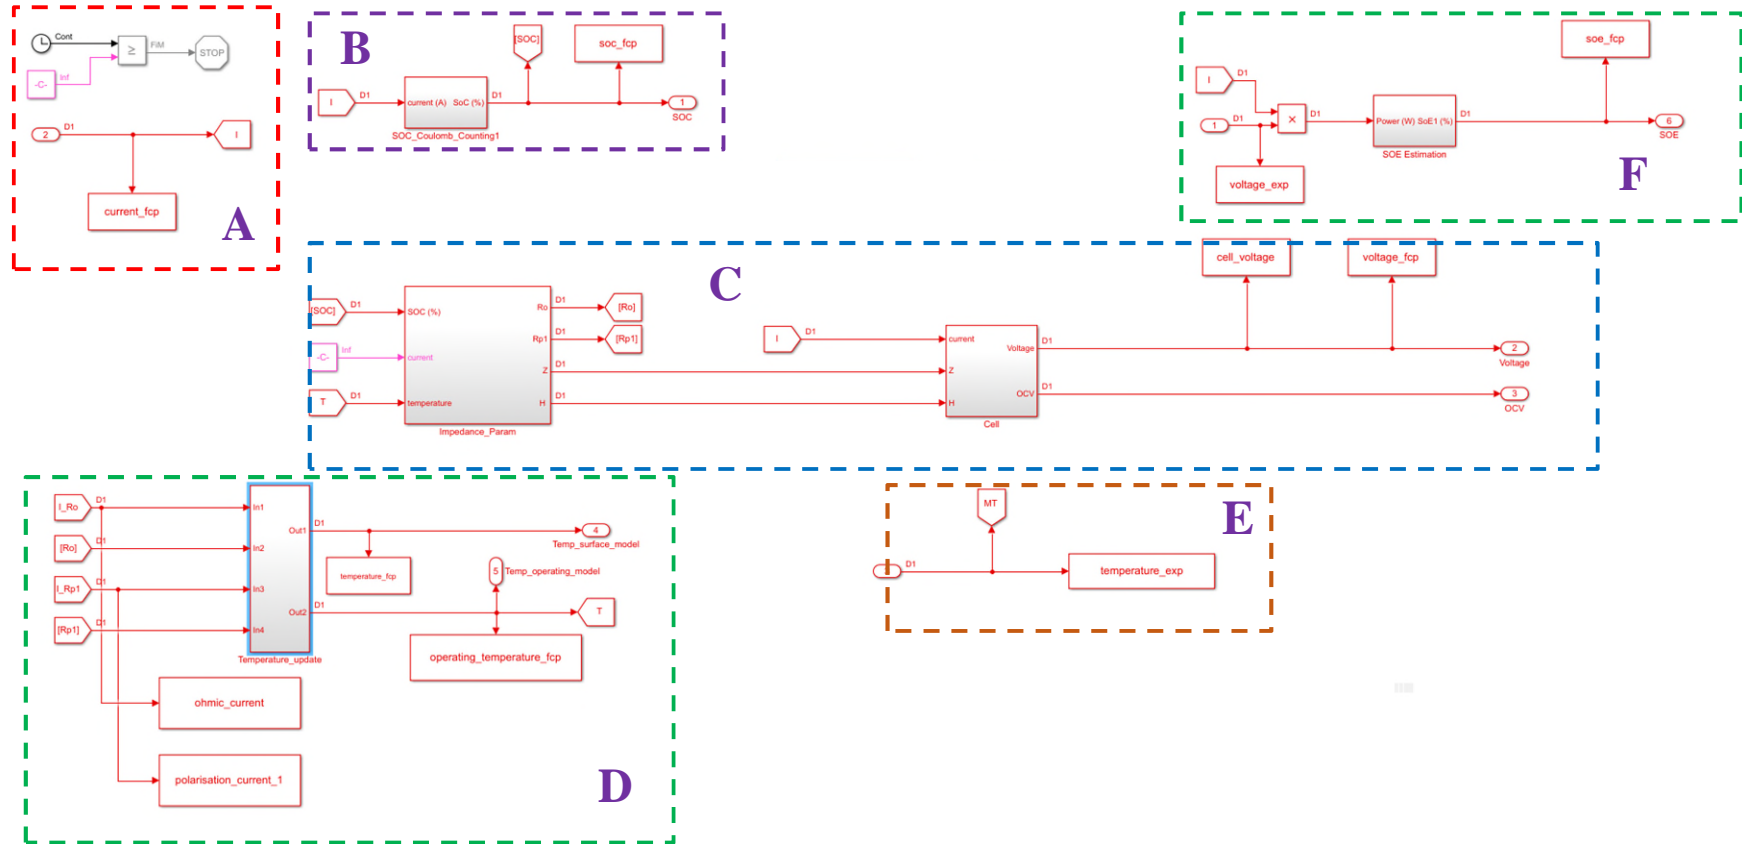 Cont
≥
FiM
STOP
-C-
Inf
2
D1
I
current_fcp
A
B
[SOC]
soc_fcp
I
D1
current (A) SoC (%)
D1
1
SOC
SOC_Coulomb_Counting1
soe_fcp
I
D1
1
D1
×
D1
Power (W) SoE1 (%)
D1
6
SOE
SOE Estimation
voltage_exp
F
C
cell_voltage
voltage_fcp
[SOC]
D1
SOC (%)
Ro
D1
[Ro]
Rp1
D1
[Rp1]
-C-
Inf
current
Z
D1
T
D1
temperature
H
D1
Impedance_Param
I
D1
current
Voltage
D1
2
Voltage
Z
OCV
D1
3
OCV
H
Cell
I_Ro
D1
In1
Out1
D1
4
Temp_surface_model
[Ro]
D1
In2
temperature_fcp
5
Temp_operating_model
I_Rp1
D1
In3
Out2
D1
T
[Rp1]
D1
In4
Temperature_update
operating_temperature_fcp
ohmic_current
polarisation_current_1
D
MT
E
D1
temperature_exp